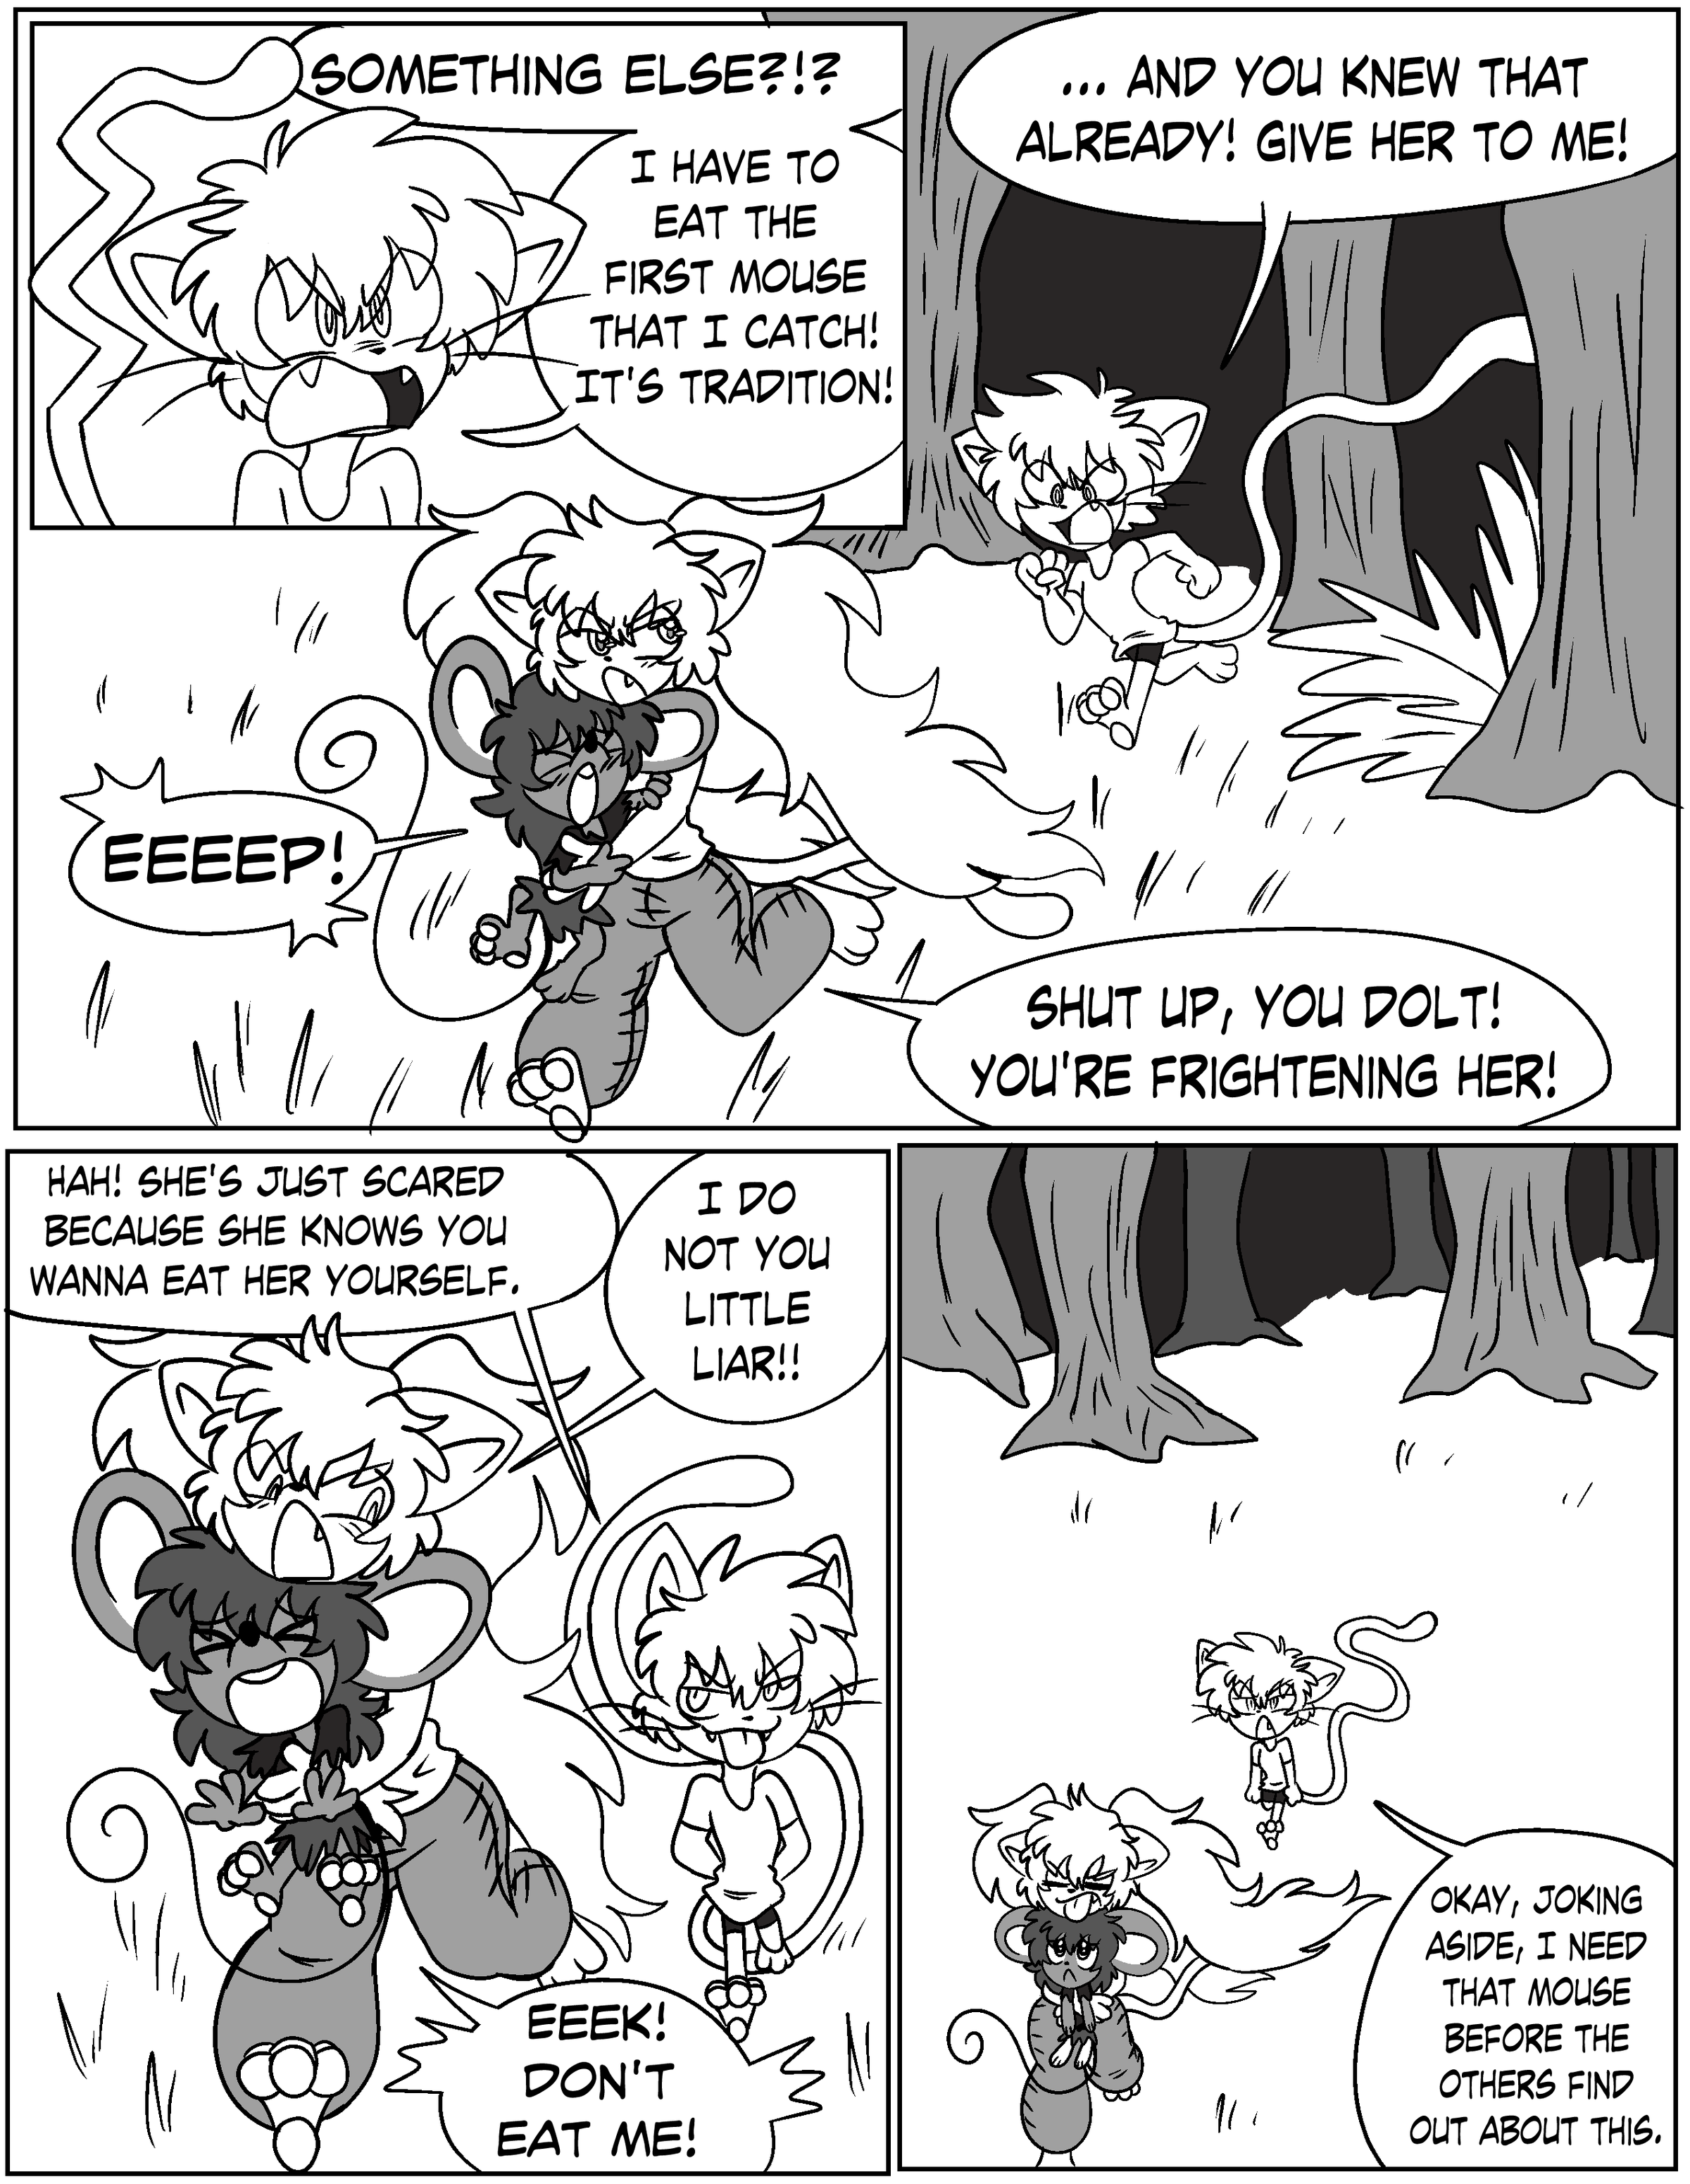 SOMETHING ELSE?!?
I HAVE TO
EAT THE
FIRST MOUSE
THAT I CATCH!
IT'S TRADITION!
... AND YOU KNEW THAT
ALREADY! GIVE HER TO ME!
EEEEP!
SHUT UP, YOU DOLT!
YOU'RE FRIGHTENING HER!
HAH! SHE'S JUST SCARED
BECAUSE SHE KNOWS YOU
WANNA EAT HER YOURSELF.
I DO
NOT YOU
LITTLE
LIAR!!
EEEK!
DON'T
EAT ME!
OKAY, JOKING
ASIDE, I NEED
THAT MOUSE
BEFORE THE
OTHERS FIND
OUT ABOUT THIS.